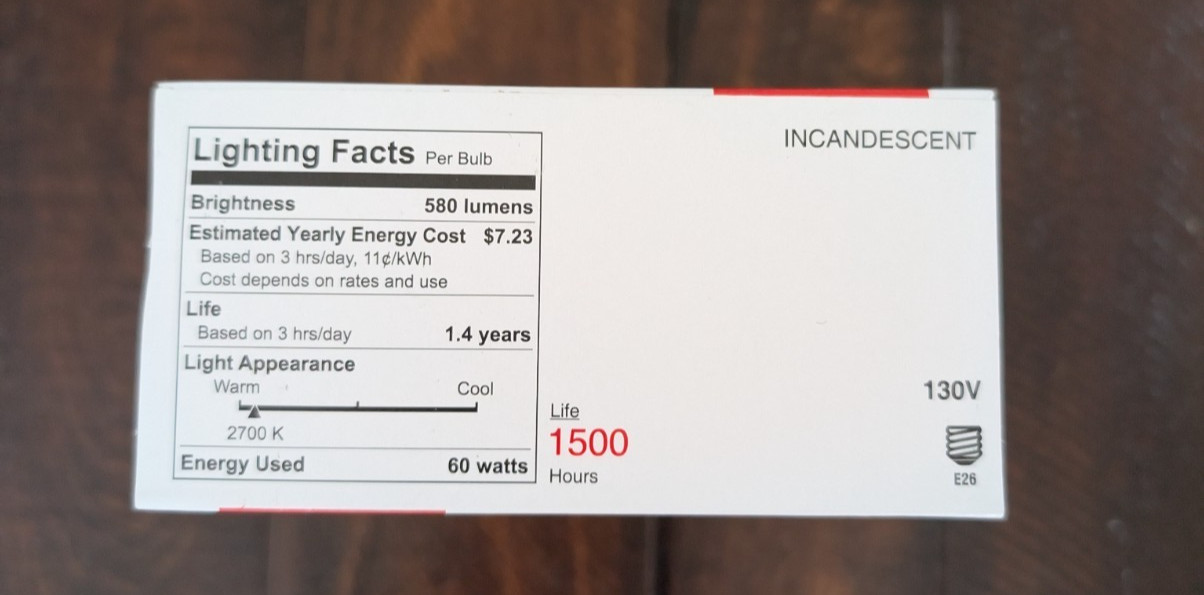 Lighting Facts Per Bulb
Brightness 580 lumens
Estimated Yearly Energy Cost $7.23
Based on 3 hrs/day, 11¢/kWh
Cost depends on rates and use
Life
Based on 3 hrs/day 1.4 years
Light Appearance
Warm Cool
2700 K
Energy Used 60 watts
Life
1500
Hours
INCANDESCENT
130V
E26